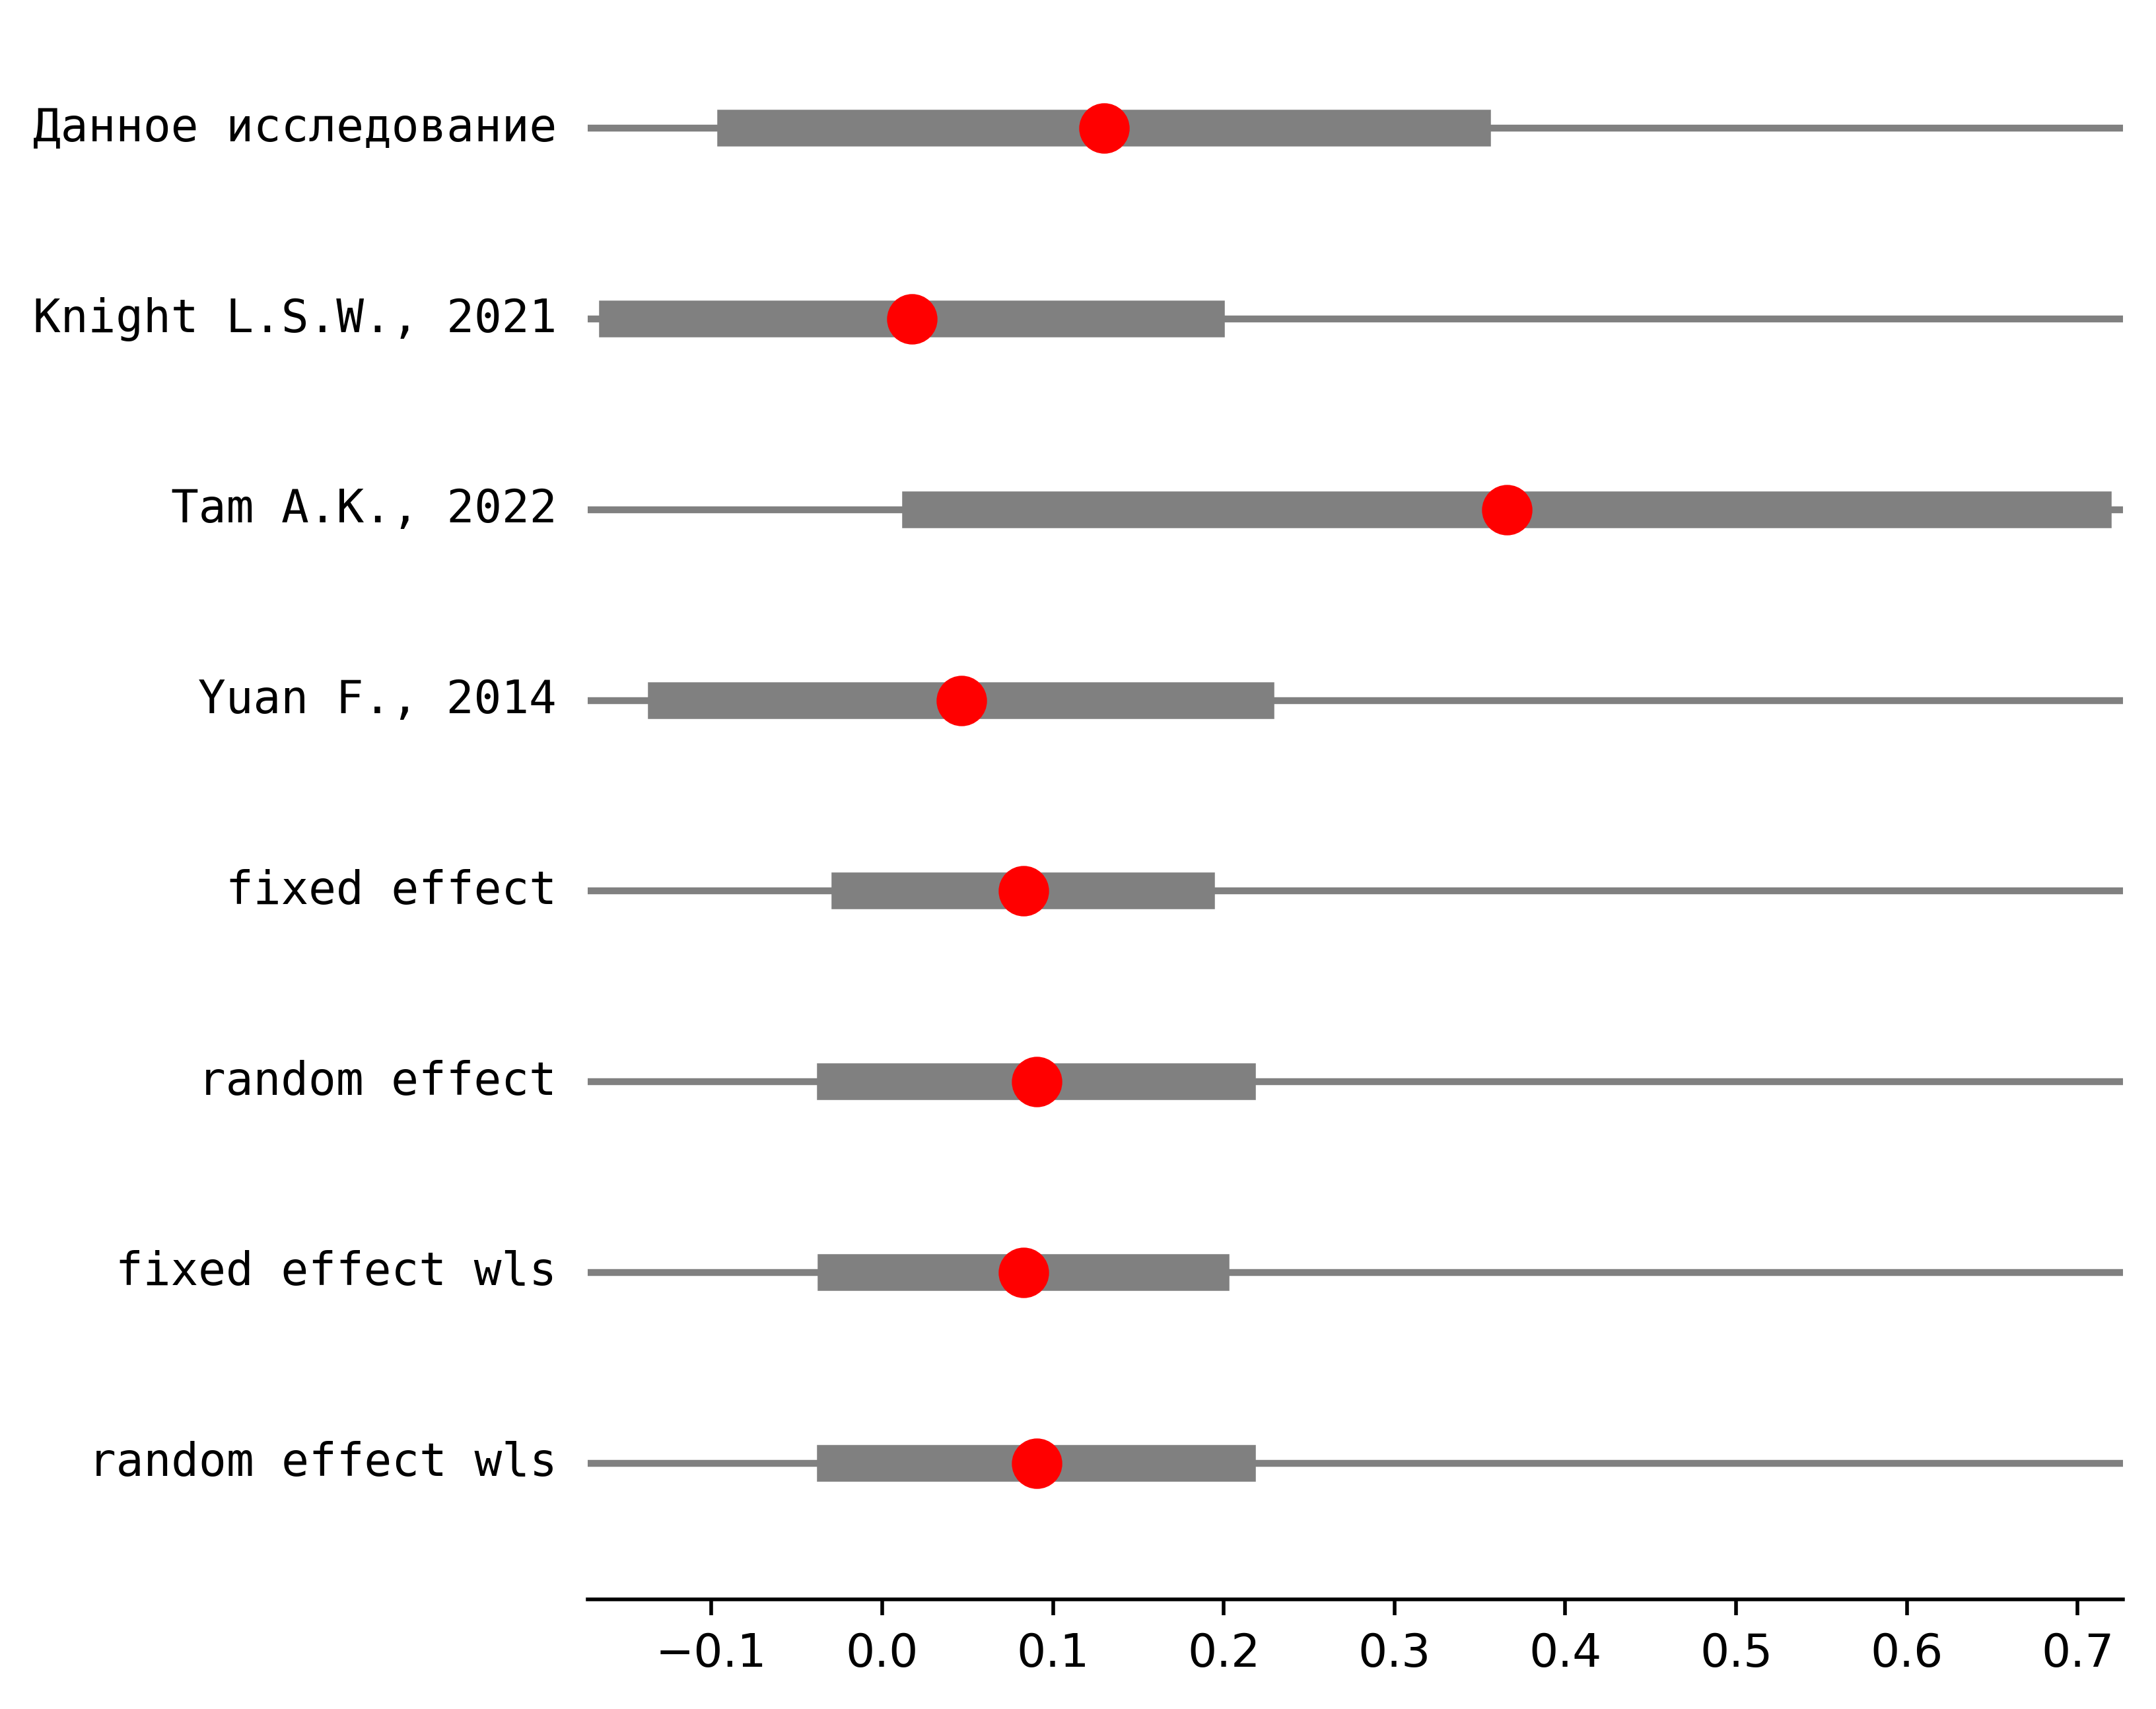 Данное исследование
Knight L.S.W., 2021
Tam A.K., 2022
Yuan F., 2014
fixed effect
random effect
fixed effect wls
random effect wls
−0.1 0.0 0.1 0.2 0.3 0.4 0.5 0.6 0.7